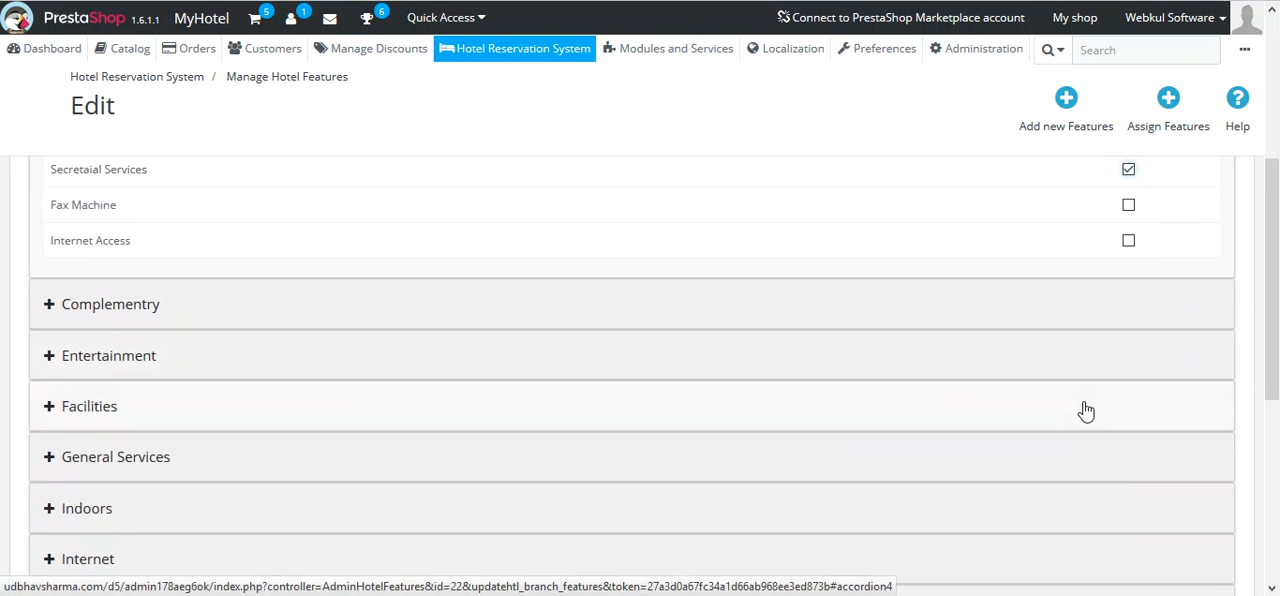 PrestaShop 1.6.1.1 MyHotel 5 1 6 Quick Access Connect to PrestaShop Marketplace account My shop Webkul Software
Dashboard Catalog Orders Customers Manage Discounts Hotel Reservation System Modules and Services Localization Preferences Administration Search
Hotel Reservation System / Manage Hotel Features
Edit
Add new Features Assign Features Help
Secretaial Services
Fax Machine
Internet Access
Complementry
Entertainment
Facilities
General Services
Indoors
Internet
udbhavsharma.com/d5/admin178aeg6ok/index.php?controller=AdminHotelFeatures&id=22&updatehtl_branch_features&token=27a3d0a67fc34a1d66ab968ee3ed873b#accordion4